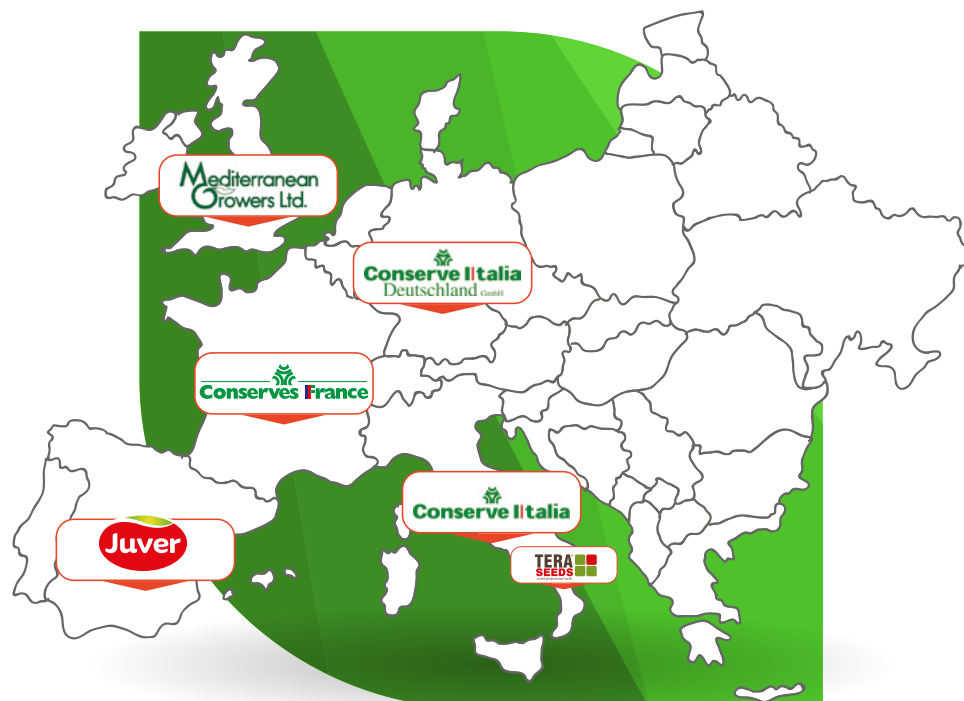 Mediterranean
Growers Ltd.
Conserve Italia
Deutschland GmbH
Conserves France
Conserve Italia
Juver
TERA
SEEDS